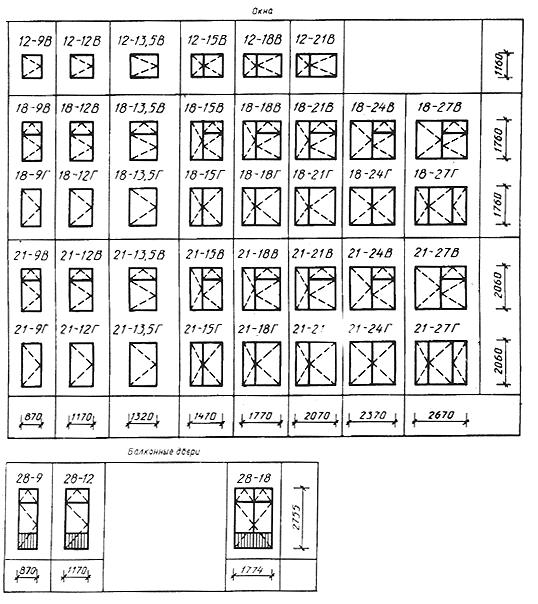 Окна
12-9В 12-12В 12-13,5В 12-15В 12-18В 12-21В
1160
18-9В 18-12В 18-13,5В 18-15В 18-18В 18-21В 18-24В 18-27В
1760
18-9Г 18-12Г 18-13,5Г 18-15Г 18-18Г 18-21Г 18-24Г 18-27Г
1760
21-9В 21-12В 21-13,5В 21-15В 21-18В 21-21В 21-24В 21-27В
2060
21-9Г 21-12Г 21-13,5Г 21-15Г 21-18Г 21-21 21-24Г 21-27Г
2060
870 1170 1320 1470 1770 2070 2370 2670
Балконные двери
28-9 28-12 28-18
2755
870 1170 1774